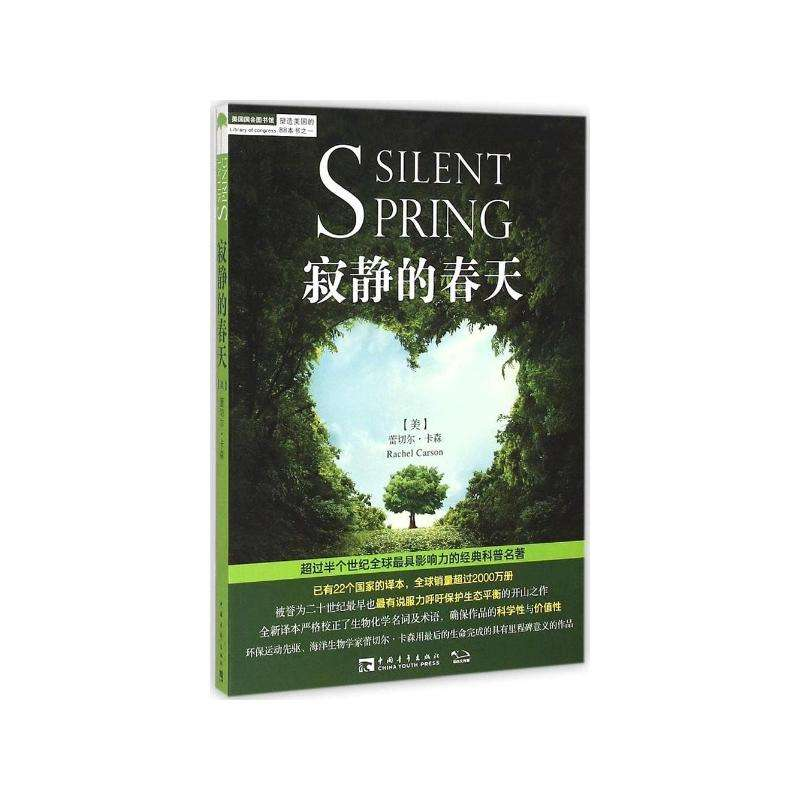 美国国会图书馆
Library of congress
塑造美国的
88本书之一
SILENT
SPRING
寂静的春天
【美】
蕾切尔·卡森
Rachel Carson
超过半个世纪全球最具影响力的经典科普名著
已有22个国家的译本，全球销量超过2000万册
被誉为二十世纪最早也最有说服力呼吁保护生态平衡的开山之作
全新译本严格校正了生物化学名词及术语，确保作品的科学性与价值性
环保运动先驱、海洋生物学家蕾切尔·卡森用最后的生命完成的具有里程碑意义的作品
中国青年出版社
CHINA YOUTH PRESS
寂静的春天
【美】
蕾切尔·卡森
中国青年出版社